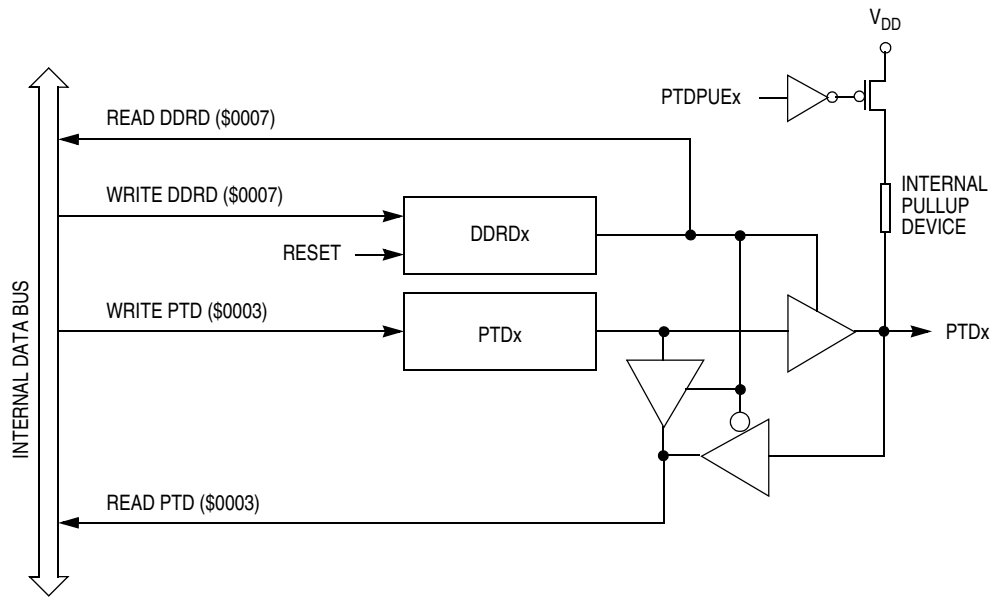 VDD
PTDPUEx
READ DDRD ($0007)
WRITE DDRD ($0007)
INTERNAL
PULLUP
DEVICE
DDRDx
RESET
WRITE PTD ($0003)
PTDx
PTDx
INTERNAL DATA BUS
READ PTD ($0003)